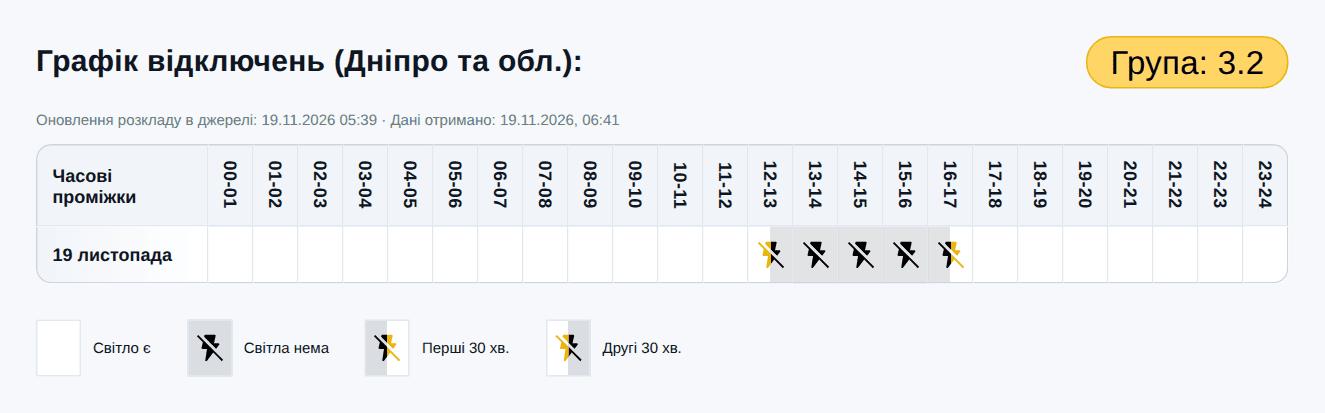 Графік відключень (Дніпро та обл.):
Група: 3.2
Оновлення розкладу в джерелі: 19.11.2026 05:39 · Дані отримано: 19.11.2026, 06:41
Часові
проміжки
00-01
01-02
02-03
03-04
04-05
05-06
06-07
07-08
08-09
09-10
10-11
11-12
12-13
13-14
14-15
15-16
16-17
17-18
18-19
19-20
20-21
21-22
22-23
23-24
19 листопада
Світло є
Світла нема
Перші 30 хв.
Другі 30 хв.